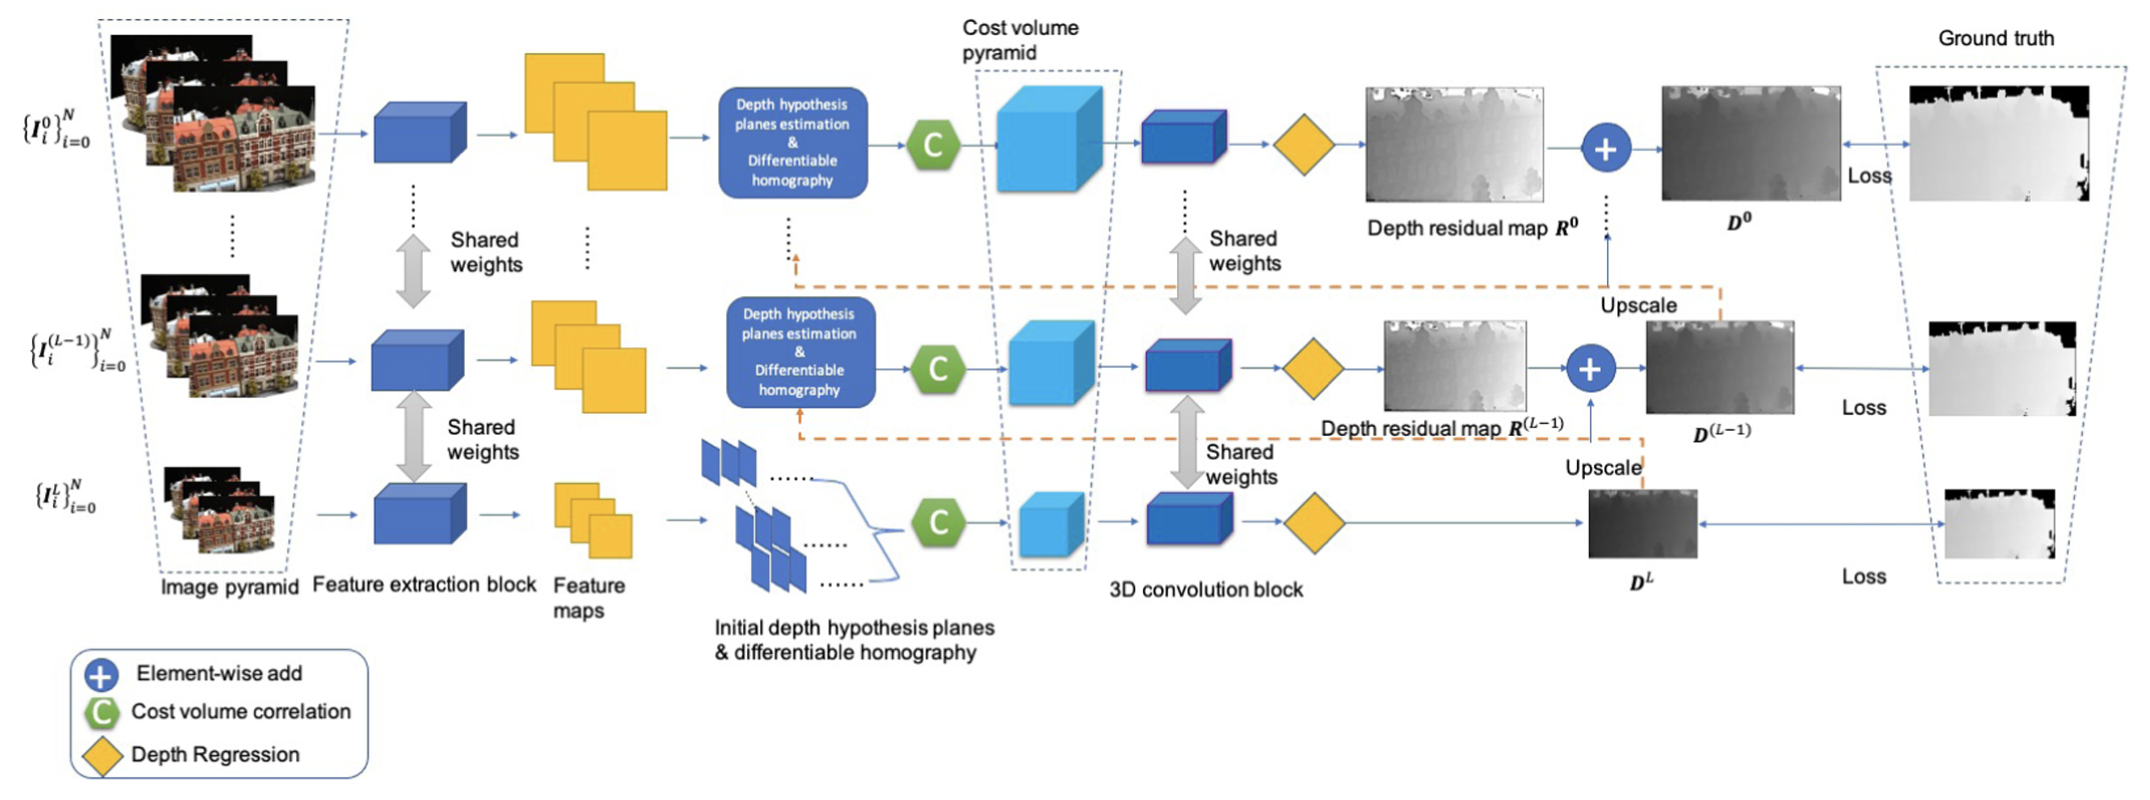 Cost volume
pyramid
Ground truth
{I_i^0}_{i=0}^N
Depth hypothesis
planes estimation
&
Differentiable
homography
C
+
Loss
Depth residual map R^0
D^0
Shared
weights
Shared
weights
Upscale
{I_i^{(L-1)}}_{i=0}^N
Depth hypothesis
planes estimation
&
Differentiable
homography
C
+
Loss
Depth residual map R^{(L-1)}
D^{(L-1)}
Shared
weights
Shared
weights
Upscale
{I_i^L}_{i=0}^N
C
D^L
Loss
Image pyramid
Feature extraction block
Feature
maps
3D convolution block
Initial depth hypothesis planes
& differentiable homography
+ Element-wise add
C Cost volume correlation
Depth Regression